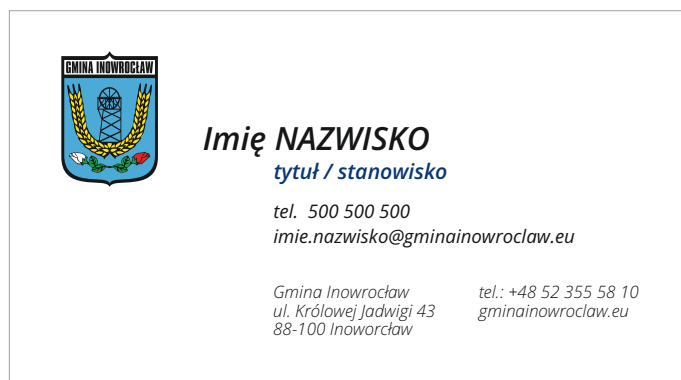 GMINA INOWROCŁAW
Imię NAZWISKO
tytuł / stanowisko
tel. 500 500 500
imie.nazwisko@gminainowroclaw.eu
Gmina Inowrocław
ul. Królowej Jadwigi 43
88-100 Inoworcław
tel.: +48 52 355 58 10
gminainowroclaw.eu